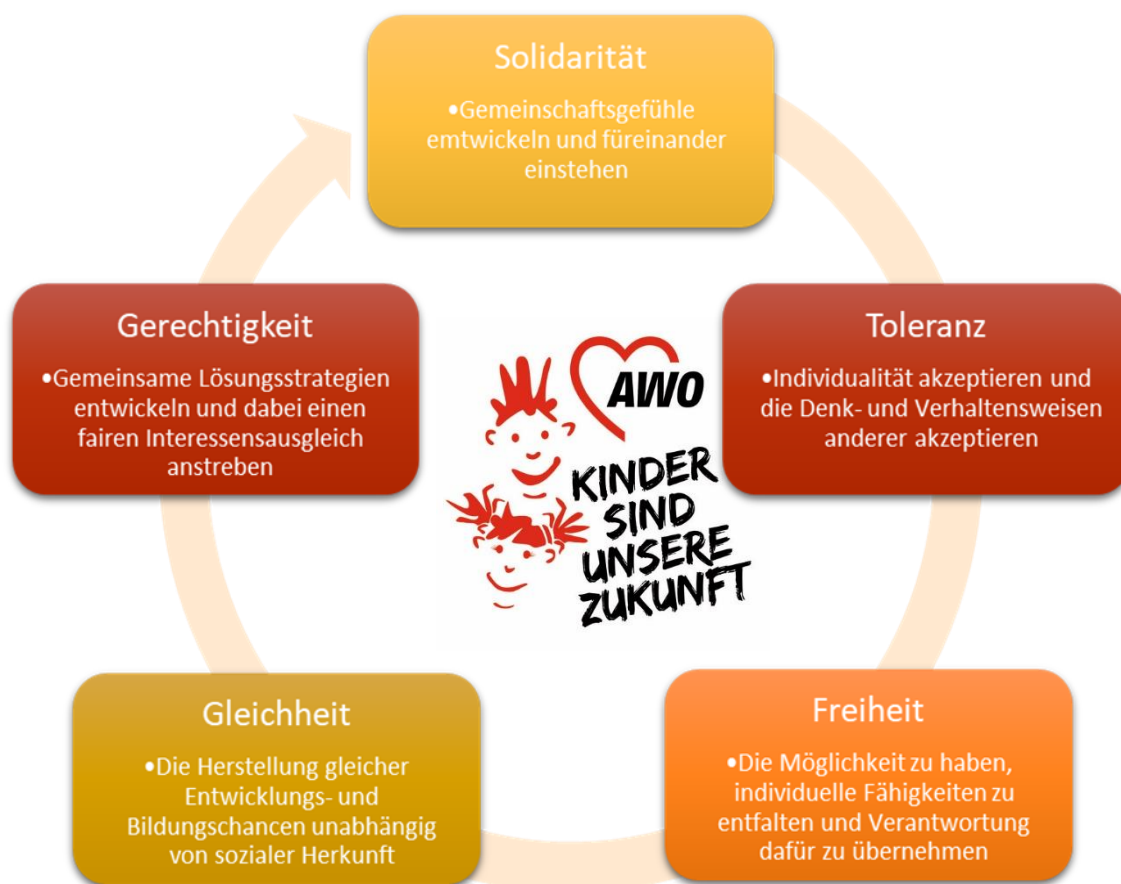 Solidarität
•Gemeinschaftsgefühle
emtwickeln und füreinander
einstehen
Toleranz
•Individualität akzeptieren und
die Denk- und Verhaltensweisen
anderer akzeptieren
Freiheit
•Die Möglichkeit zu haben,
individuelle Fähigkeiten zu
entfalten und Verantwortung
dafür zu übernehmen
Gleichheit
•Die Herstellung gleicher
Entwicklungs- und
Bildungschancen unabhängig
von sozialer Herkunft
Gerechtigkeit
•Gemeinsame Lösungsstrategien
entwickeln und dabei einen
fairen Interessensausgleich
anstreben
AWO
KINDER
SIND
UNSERE
ZUKUNFT